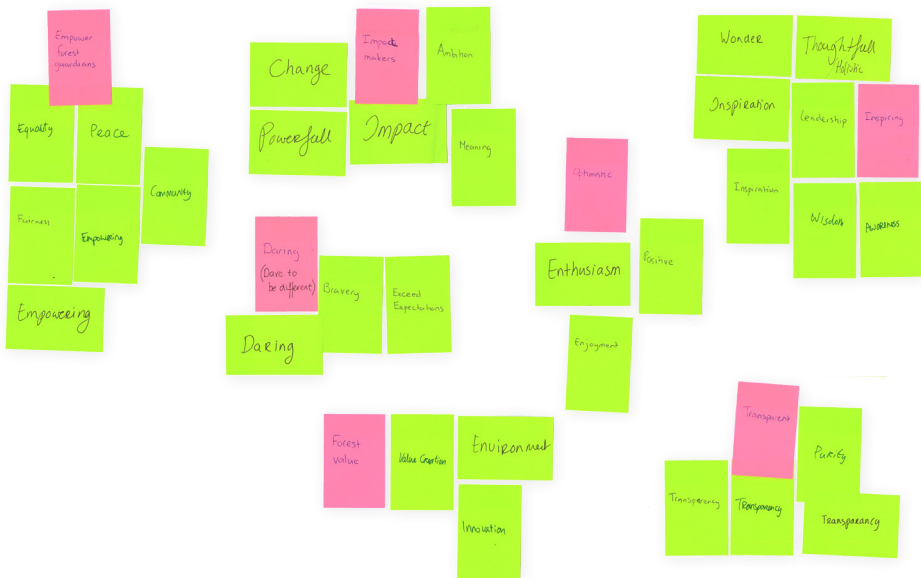 Empower
forest
guardians
Equality
Peace
Community
Fairness
Empowering
Empowering
Change
Impact
makers
Ambition
Powerfull
Impact
Meaning
Daring
(Dare to
be different)
Bravery
Exceed
Expectations
Daring
Optimistic
Enthusiasm
Positive
Enjoyment
Wonder
Thoughtfull
Holistic
Inspiration
Leadership
Inspiring
Inspiration
Wisdom
Awareness
Forest
value
Value Creation
Environment
Innovation
Transparent
Purity
Transparency
Transparency
Transparancy